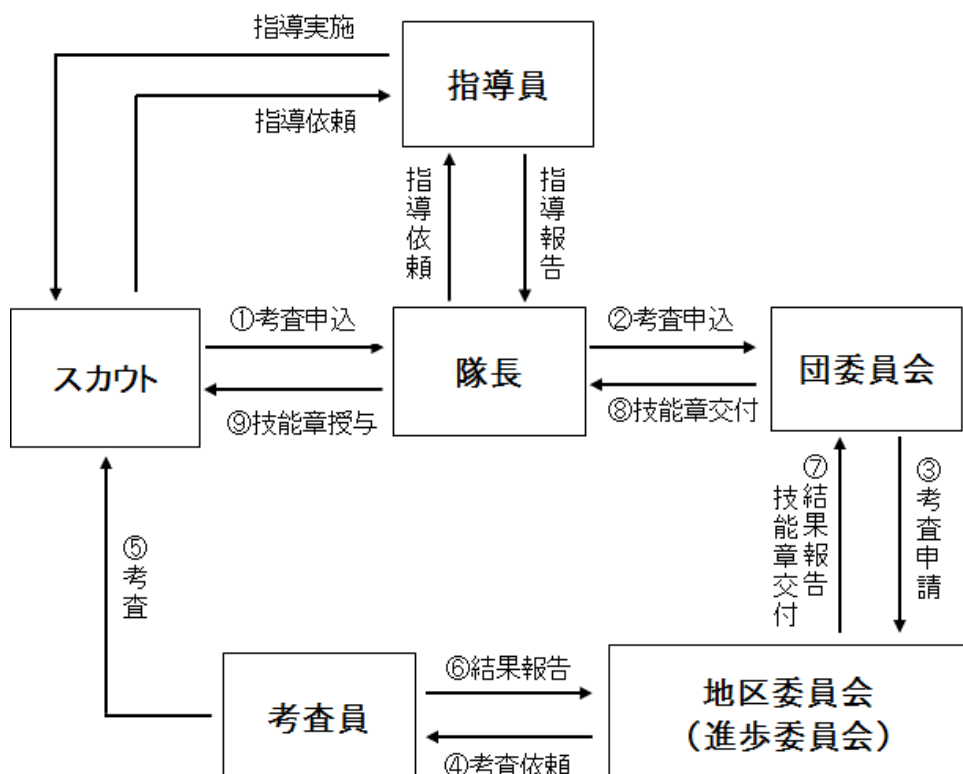 指導実施
指導員
指導依頼
指導依頼
指導報告
スカウト
①考査申込
隊長
②考査申込
団委員会
⑨技能章授与
⑧技能章交付
⑦結果報告
技能章交付
③考査申請
⑤考査
考査員
⑥結果報告
④考査依頼
地区委員会
(進歩委員会)